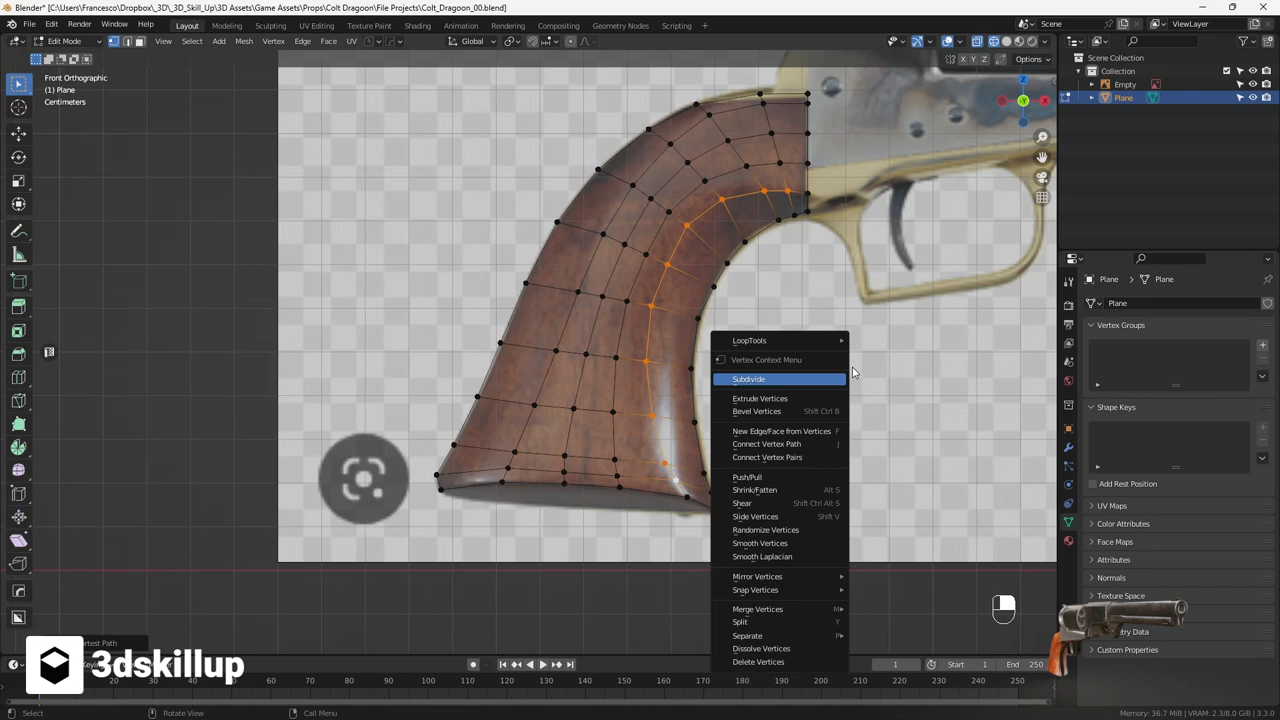 Blender* [C:\Users\Francesco\Dropbox\_3D\_3D_Skill_Up\3D Assets\Game Assets\Props\Colt Dragoon\File Projects\Colt_Dragoon_00.blend]
File Edit Render Window Help Layout Modeling Sculpting UV Editing Texture Paint Shading Animation Rendering Compositing Geometry Nodes Scripting + Scene ViewLayer
Edit Mode View Select Add Mesh Vertex Edge Face UV Global
X Y Z Options
Front Orthographic
(1) Plane
Centimeters
Z
X
Y
Scene Collection
Collection
Empty
Plane
Plane Plane
Plane
Vertex Groups
Shape Keys
Add Rest Position
UV Maps
Color Attributes
Face Maps
Attributes
Normals
Texture Space
Custom Properties
LoopTools
Vertex Context Menu
Subdivide
Extrude Vertices
Bevel Vertices Shift Ctrl B
New Edge/Face from Vertices F
Connect Vertex Path J
Connect Vertex Pairs
Push/Pull
Shrink/Fatten Alt S
Shear Shift Ctrl Alt S
Slide Vertices Shift V
Randomize Vertices
Smooth Vertices
Smooth Laplacian
Mirror Vertices
Snap Vertices
Merge Vertices M
Split Y
Separate P
Dissolve Vertices
Delete Vertices
3dskillup
1 Start 1 End 250
20 30 40 50 60 70 80 90 100 110 120 130 140 150 160 170 180 190 200 210 220 230 240 250
Select Rotate View Call Menu Memory: 36.7 MiB | VRAM: 2.3/8.0 GiB | 3.3.0